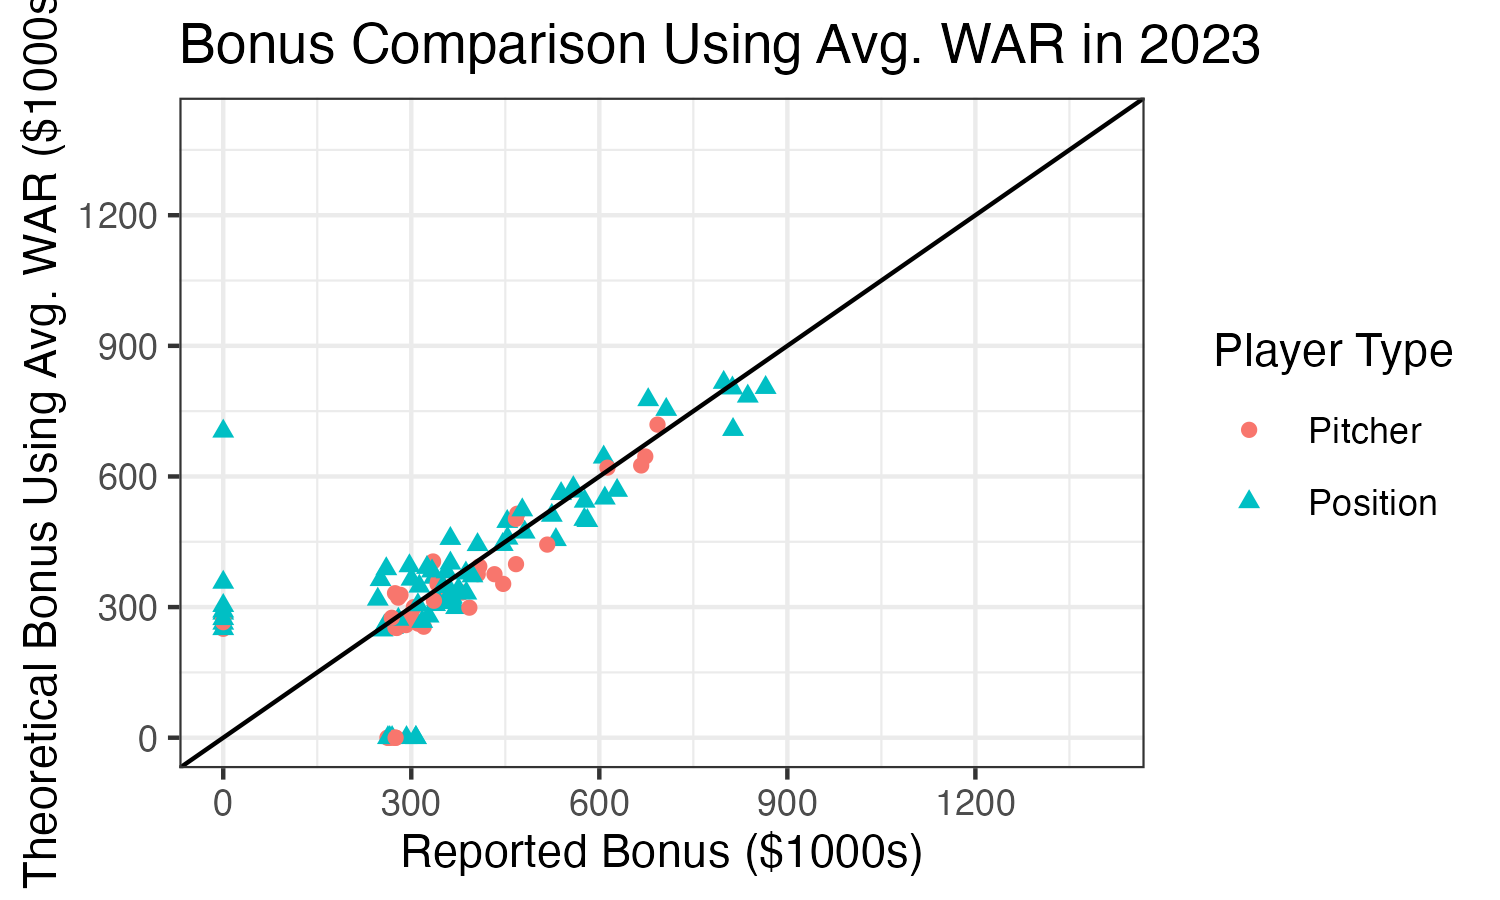 Bonus Comparison Using Avg. WAR in 2023
Theoretical Bonus Using Avg. WAR ($1000s
1200
900
600
300
0
0 300 600 900 1200
Reported Bonus ($1000s)
Player Type
Pitcher
Position